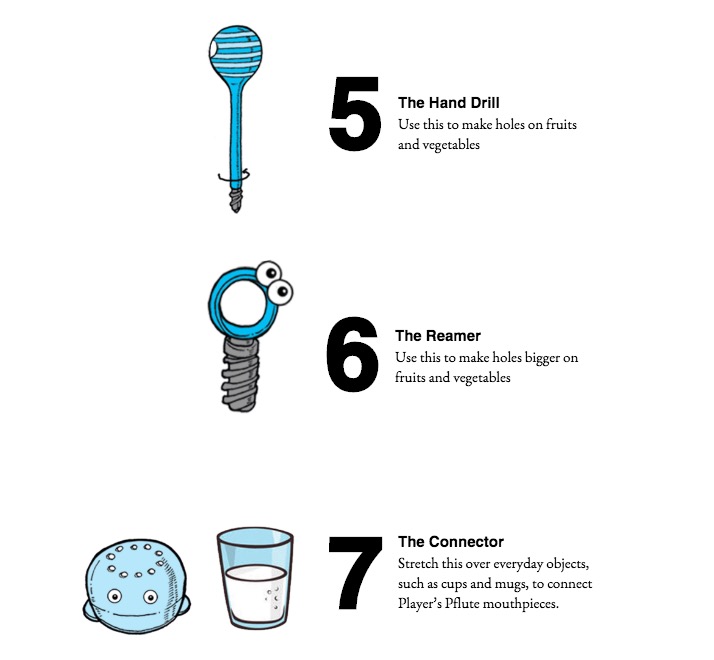 5
The Hand Drill
Use this to make holes on fruits
and vegetables
6
The Reamer
Use this to make holes bigger on
fruits and vegetables
7
The Connector
Stretch this over everyday objects,
such as cups and mugs, to connect
Player's Pflute mouthpieces.